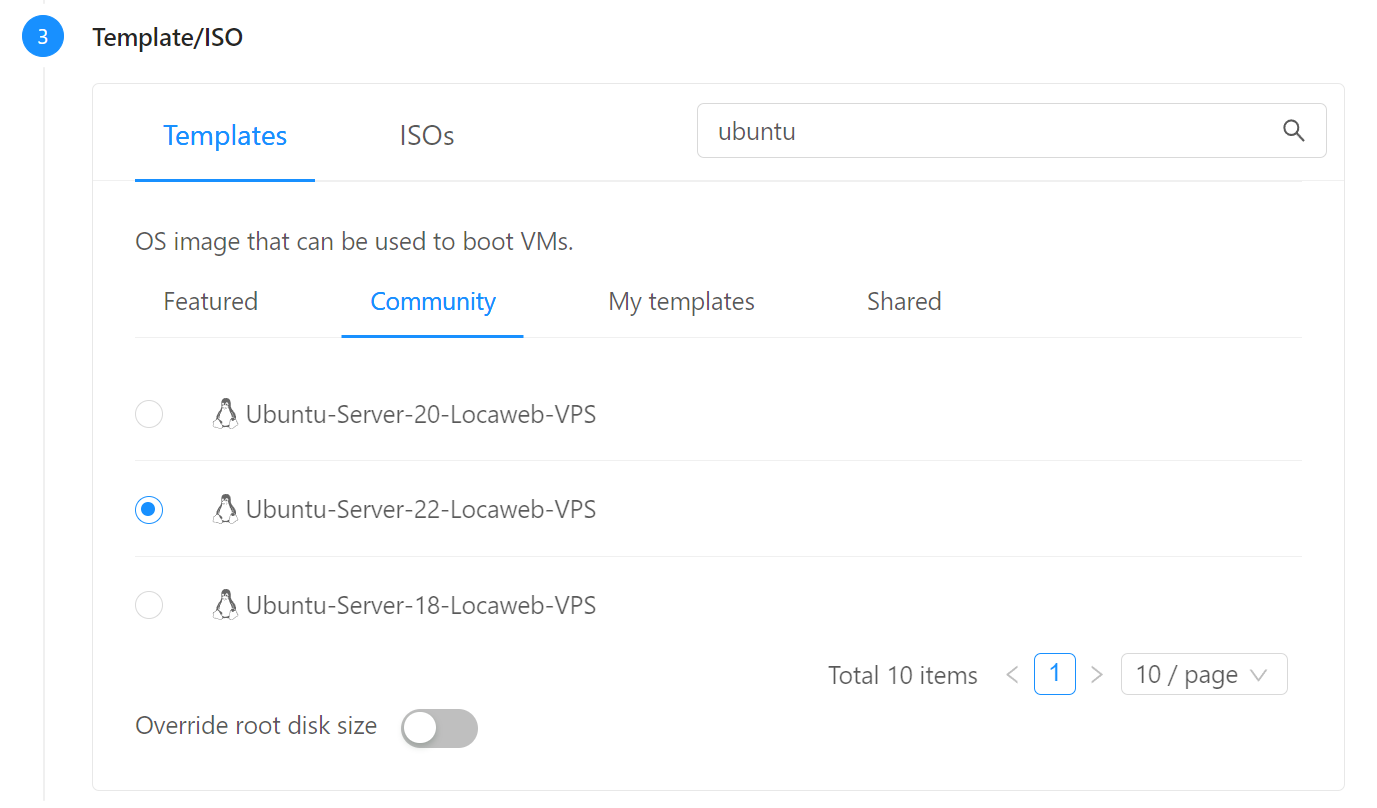 3 Template/ISO
Templates ISOs ubuntu
OS image that can be used to boot VMs.
Featured Community My templates Shared
Ubuntu-Server-20-Locaweb-VPS
Ubuntu-Server-22-Locaweb-VPS
Ubuntu-Server-18-Locaweb-VPS
Total 10 items < 1 > 10 / page
Override root disk size